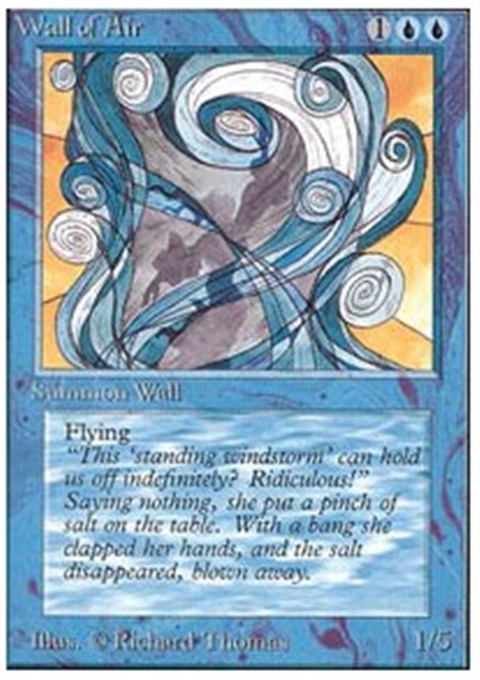 Wall of Air 1
Summon Wall
Flying
"This 'standing windstorm' can hold
us off indefinitely? Ridiculous!"
Saying nothing, she put a pinch of
salt on the table. With a bang she
clapped her hands, and the salt
disappeared, blown away.
Illus. © Richard Thomas 1/5